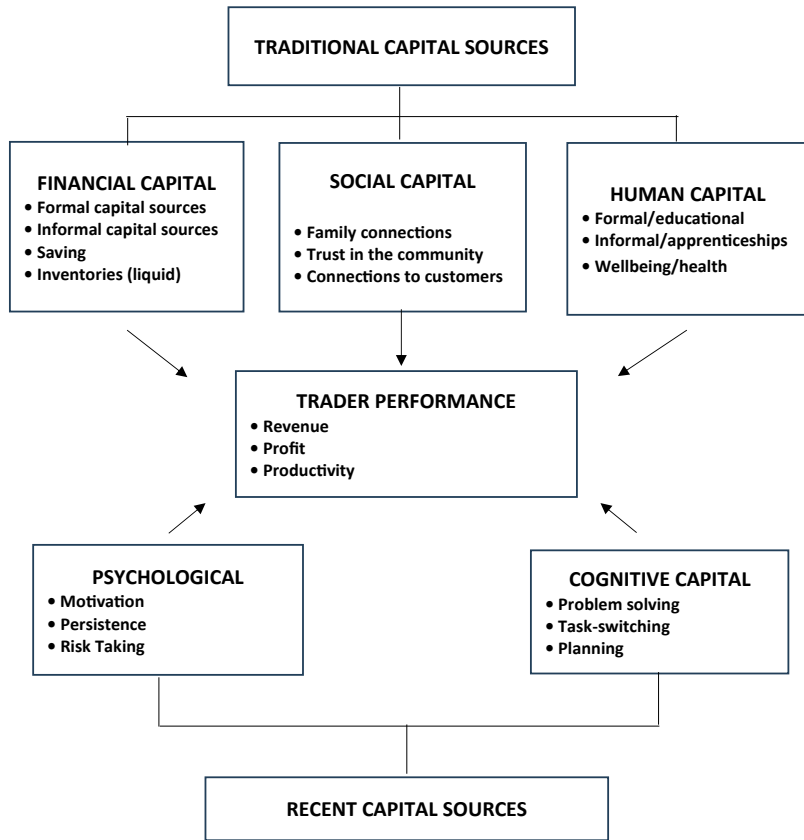 TRADITIONAL CAPITAL SOURCES
FINANCIAL CAPITAL
• Formal capital sources
• Informal capital sources
• Saving
• Inventories (liquid)
SOCIAL CAPITAL
• Family connections
• Trust in the community
• Connections to customers
HUMAN CAPITAL
• Formal/educational
• Informal/apprenticeships
• Wellbeing/health
TRADER PERFORMANCE
• Revenue
• Profit
• Productivity
PSYCHOLOGICAL
• Motivation
• Persistence
• Risk Taking
COGNITIVE CAPITAL
• Problem solving
• Task-switching
• Planning
RECENT CAPITAL SOURCES